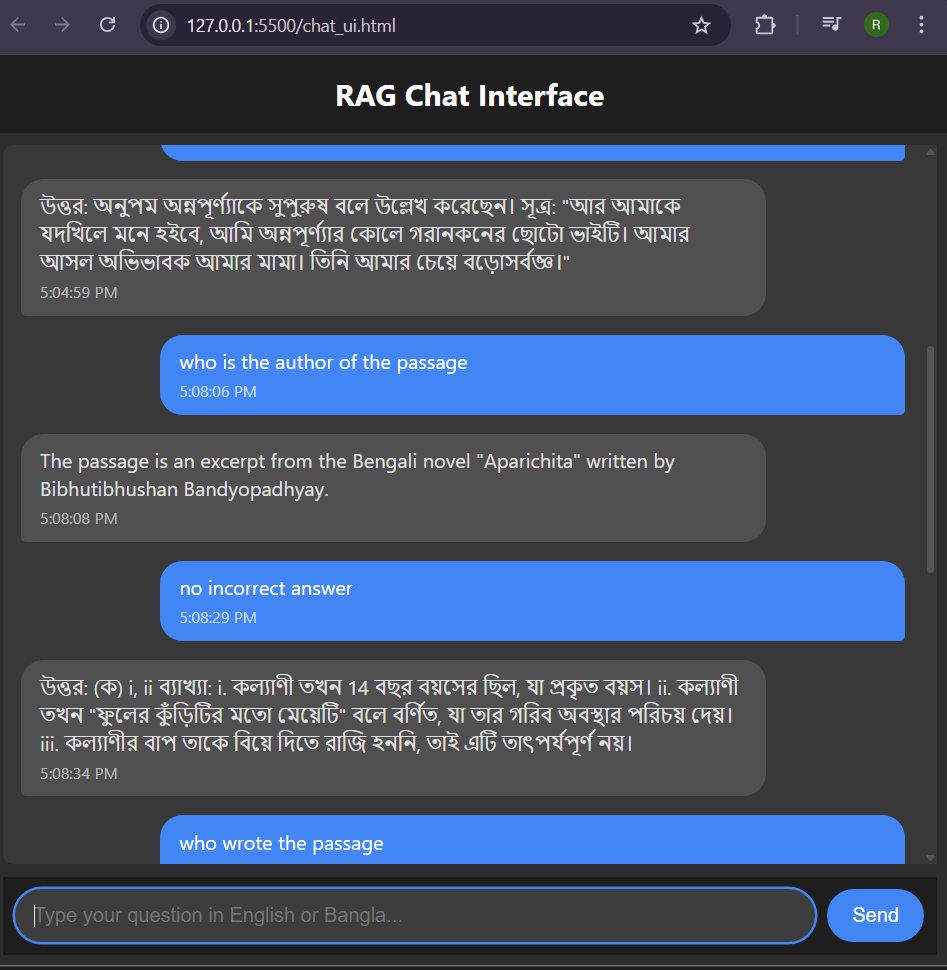 127.0.0.1:5500/chat_ui.html
R
RAG Chat Interface
উত্তর: অনুপম অন্নপূর্ণ্যাকে সুপুরুষ বলে উল্লেখ করেছেন। সূত্র: "আর আমাকে
যদখিলে মনে হইবে, আমি অন্নপূর্ণ্যার কোলে গরানকনের ছোটো ভাইটি। আমার
আসল অভিভাবক আমার মামা। তিনি আমার চেয়ে বড়োসর্বজ্ঞ।"
5:04:59 PM
who is the author of the passage
5:08:06 PM
The passage is an excerpt from the Bengali novel "Aparichita" written by
Bibhutibhushan Bandyopadhyay.
5:08:08 PM
no incorrect answer
5:08:29 PM
উত্তর: (ক) i, ii ব্যাখ্যা: i. কল্যাণী তখন 14 বছর বয়সের ছিল, যা প্রকৃত বয়স। ii. কল্যাণী
তখন "ফুলের কুঁড়িটির মতো মেয়েটি" বলে বর্ণিত, যা তার গরিব অবস্থার পরিচয় দেয়।
iii. কল্যাণীর বাপ তাকে বিয়ে দিতে রাজি হননি, তাই এটি তাৎপর্যপূর্ণ নয়।
5:08:34 PM
who wrote the passage
Type your question in English or Bangla...
Send